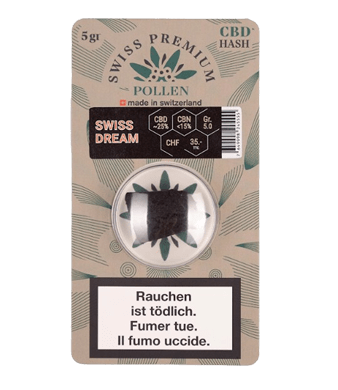 5gr
SWISS PREMIUM
POLLEN
CBD
HASH
made in switzerland
SWISS
DREAM
CBD
~25%
CBN
<15%
Gr.
5.0
CHF
35.-
Rauchen
ist tödlich.
Fumer tue.
Il fumo uccide.